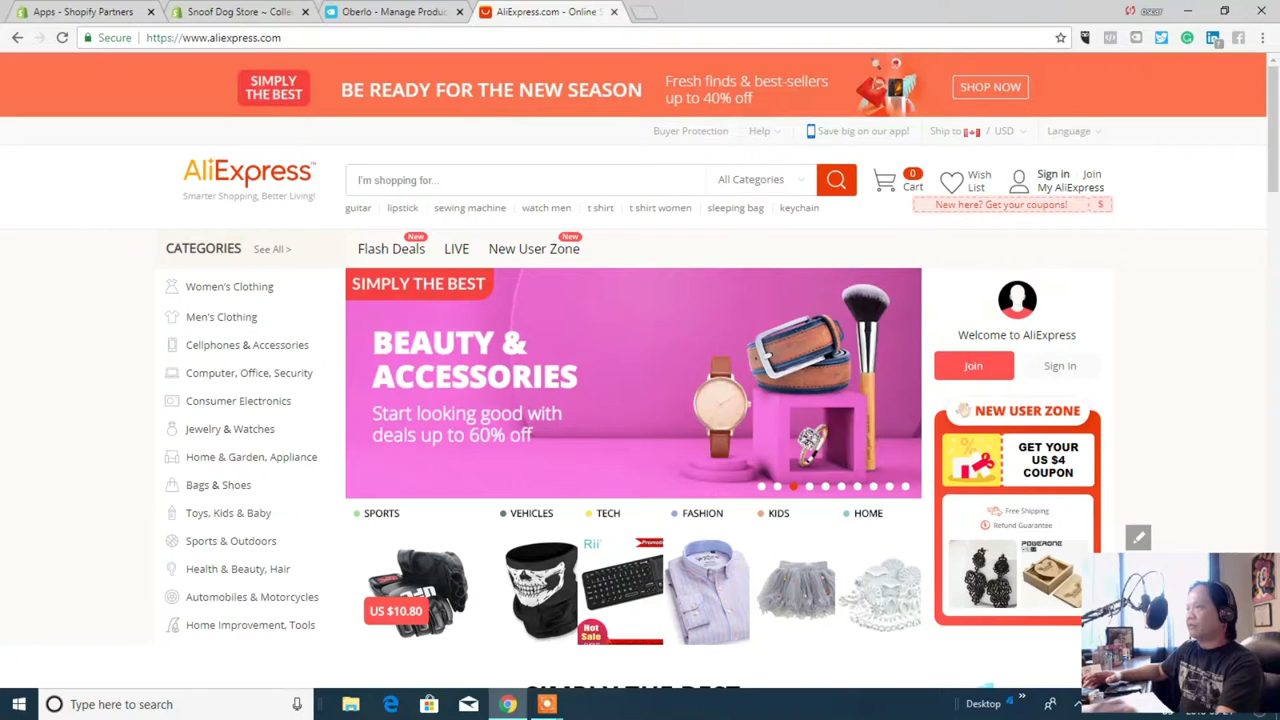 Apps - Shopify Partners
Snoof Dog Store ~ Colle
Oberlo - Manage Produc
AliExpress.com - Online S
Secure
https://www.aliexpress.com
SIMPLY
THE BEST
BE READY FOR THE NEW SEASON
Fresh finds & best-sellers
up to 40% off
SHOP NOW
Buyer Protection
Help
Save big on our app!
Ship to / USD
Language
AliExpress™
Smarter Shopping, Better Living!
I'm shopping for...
All Categories
0
Cart
Wish
List
Sign in Join
My AliExpress
New here? Get your coupons! $
guitar lipstick sewing machine watch men t shirt t shirt women sleeping bag keychain
CATEGORIES See All >
New
Flash Deals
LIVE
New
New User Zone
Women's Clothing
Men's Clothing
Cellphones & Accessories
Computer, Office, Security
Consumer Electronics
Jewelry & Watches
Home & Garden, Appliance
Bags & Shoes
Toys, Kids & Baby
Sports & Outdoors
Health & Beauty, Hair
Automobiles & Motorcycles
Home Improvement, Tools
SIMPLY THE BEST
BEAUTY &
ACCESSORIES
Start looking good with
deals up to 60% off
Welcome to AliExpress
Join
Sign In
NEW USER ZONE
GET YOUR
US $4
COUPON
Free Shipping
Refund Guarantee
POWERONE
SPORTS
VEHICLES
TECH
FASHION
KIDS
HOME
US $10.80
Rii
Promo
Hot
Sale
SIMPLY THE BEST
Type here to search
Desktop